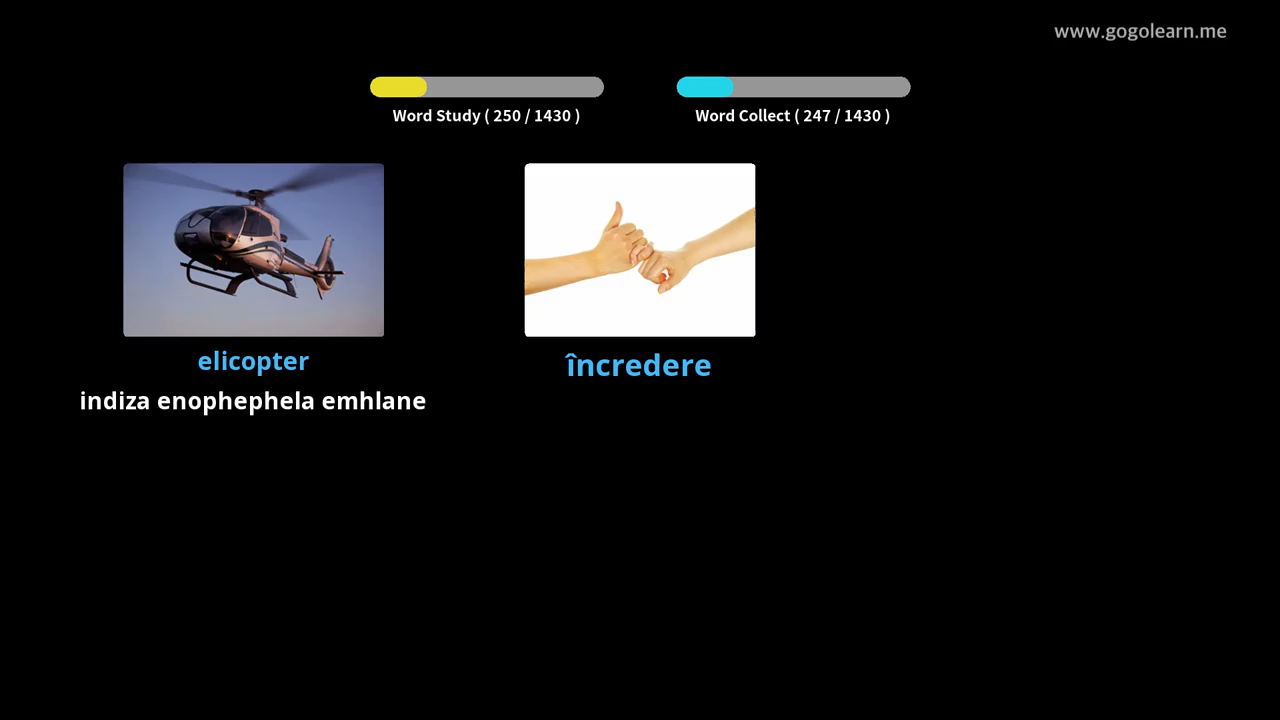 www.gogolearn.me
Word Study ( 250 / 1430 )
Word Collect ( 247 / 1430 )
elicopter
indiza enophephela emhlane
încredere